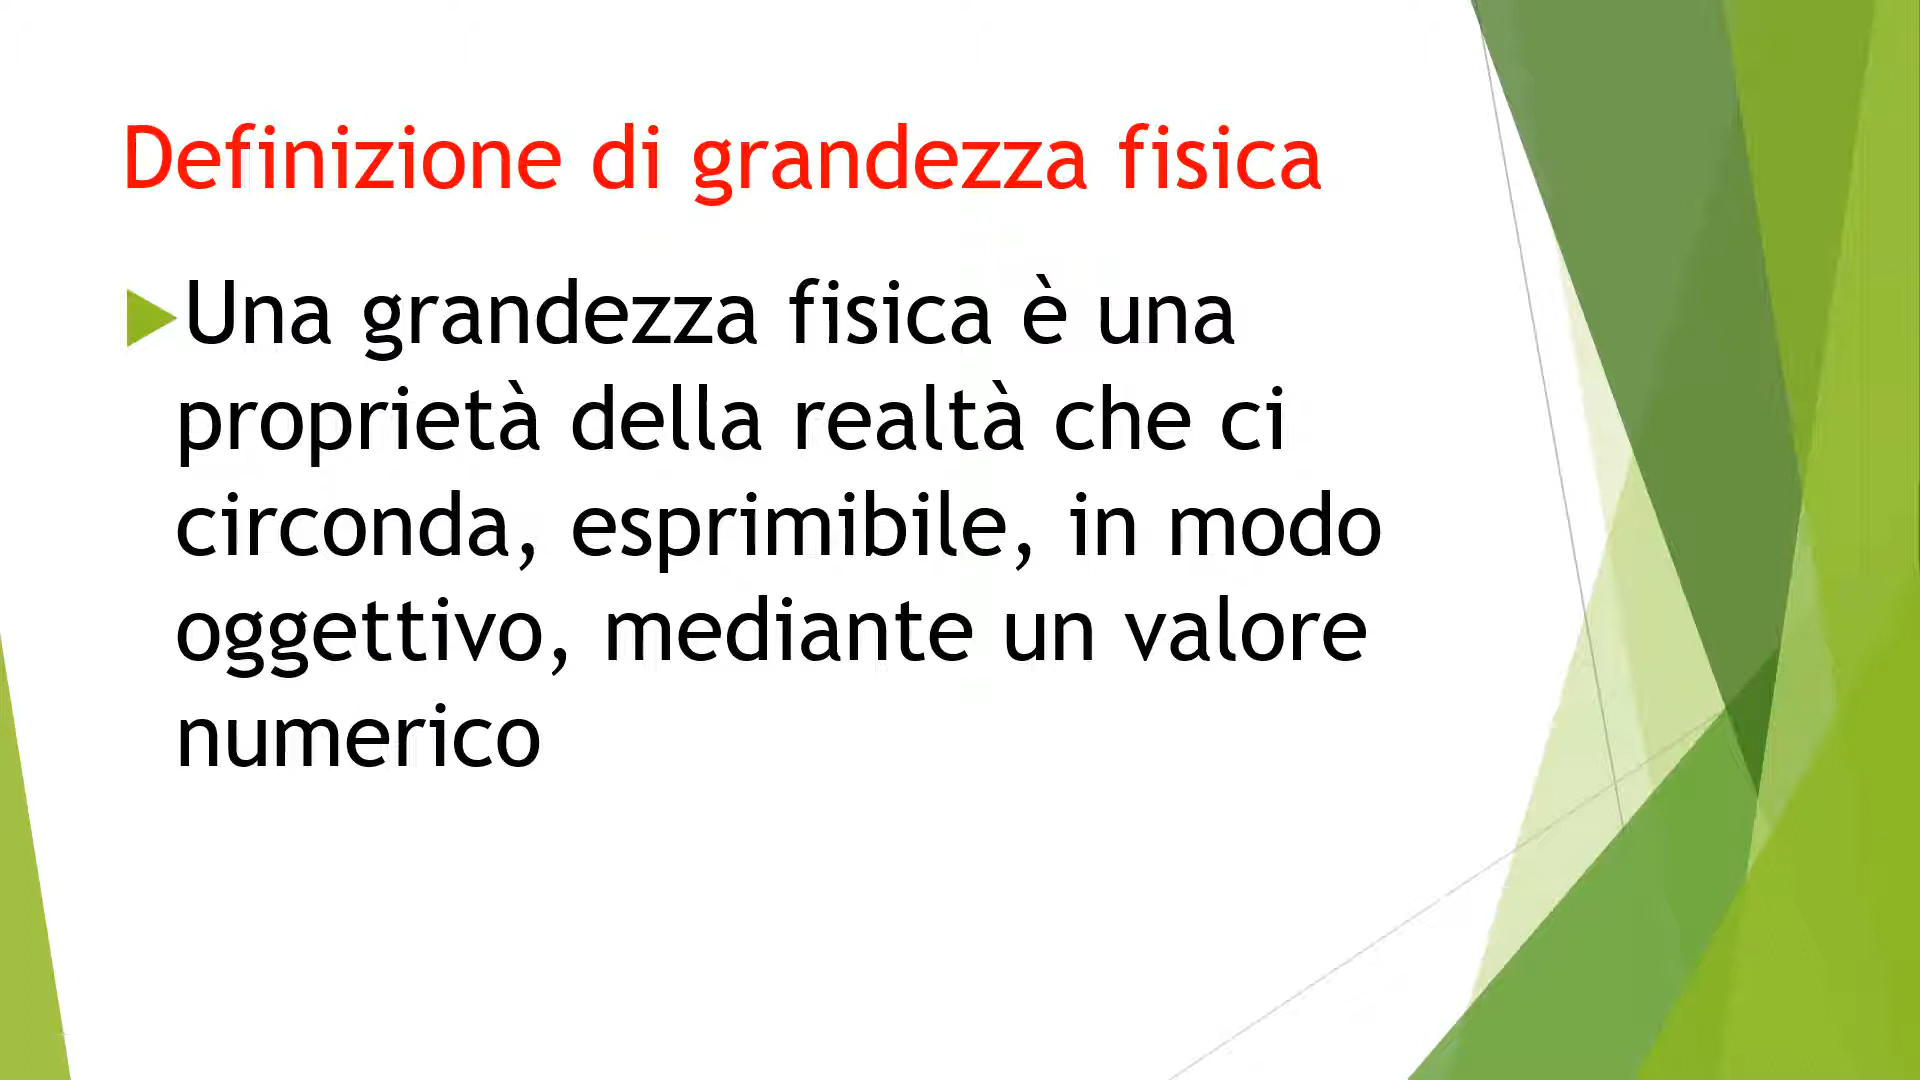 Definizione di grandezza fisica
Una grandezza fisica è una
proprietà della realtà che ci
circonda, esprimibile, in modo
oggettivo, mediante un valore
numerico